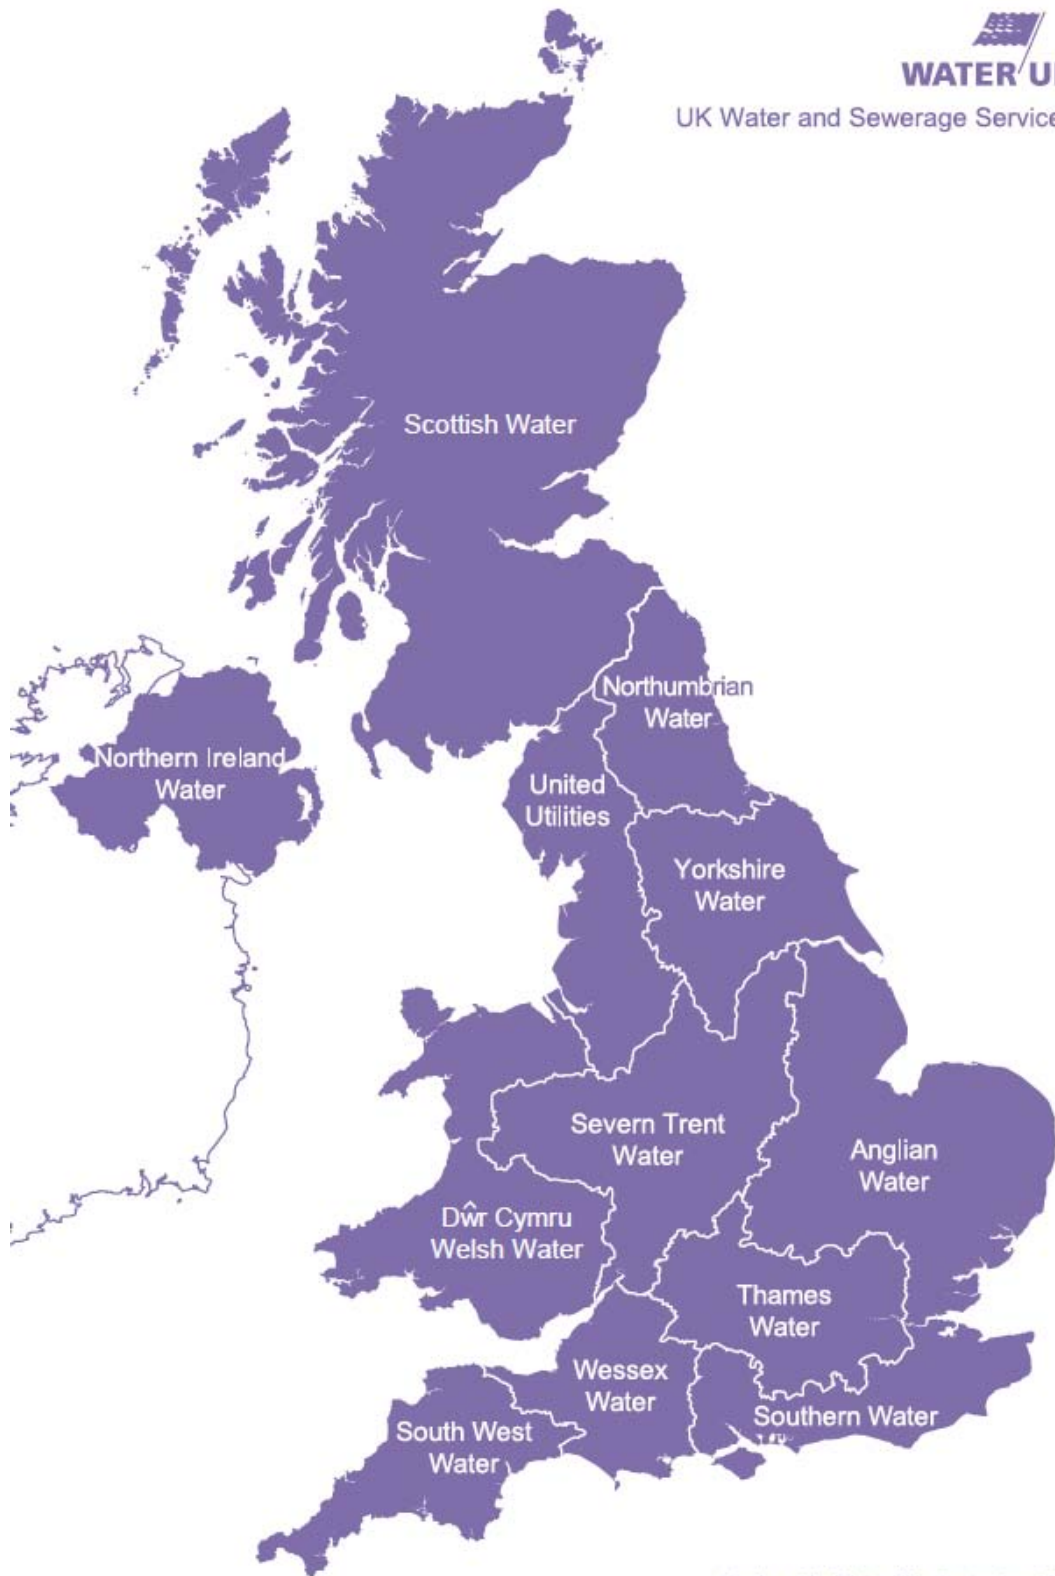 WATER U
UK Water and Sewerage Service
Scottish Water
Northumbrian
Water
Northern Ireland
Water
United
Utilities
Yorkshire
Water
Severn Trent
Water
Anglian
Water
Dŵr Cymru
Welsh Water
Thames
Water
Wessex
Water
Southern Water
South West
Water